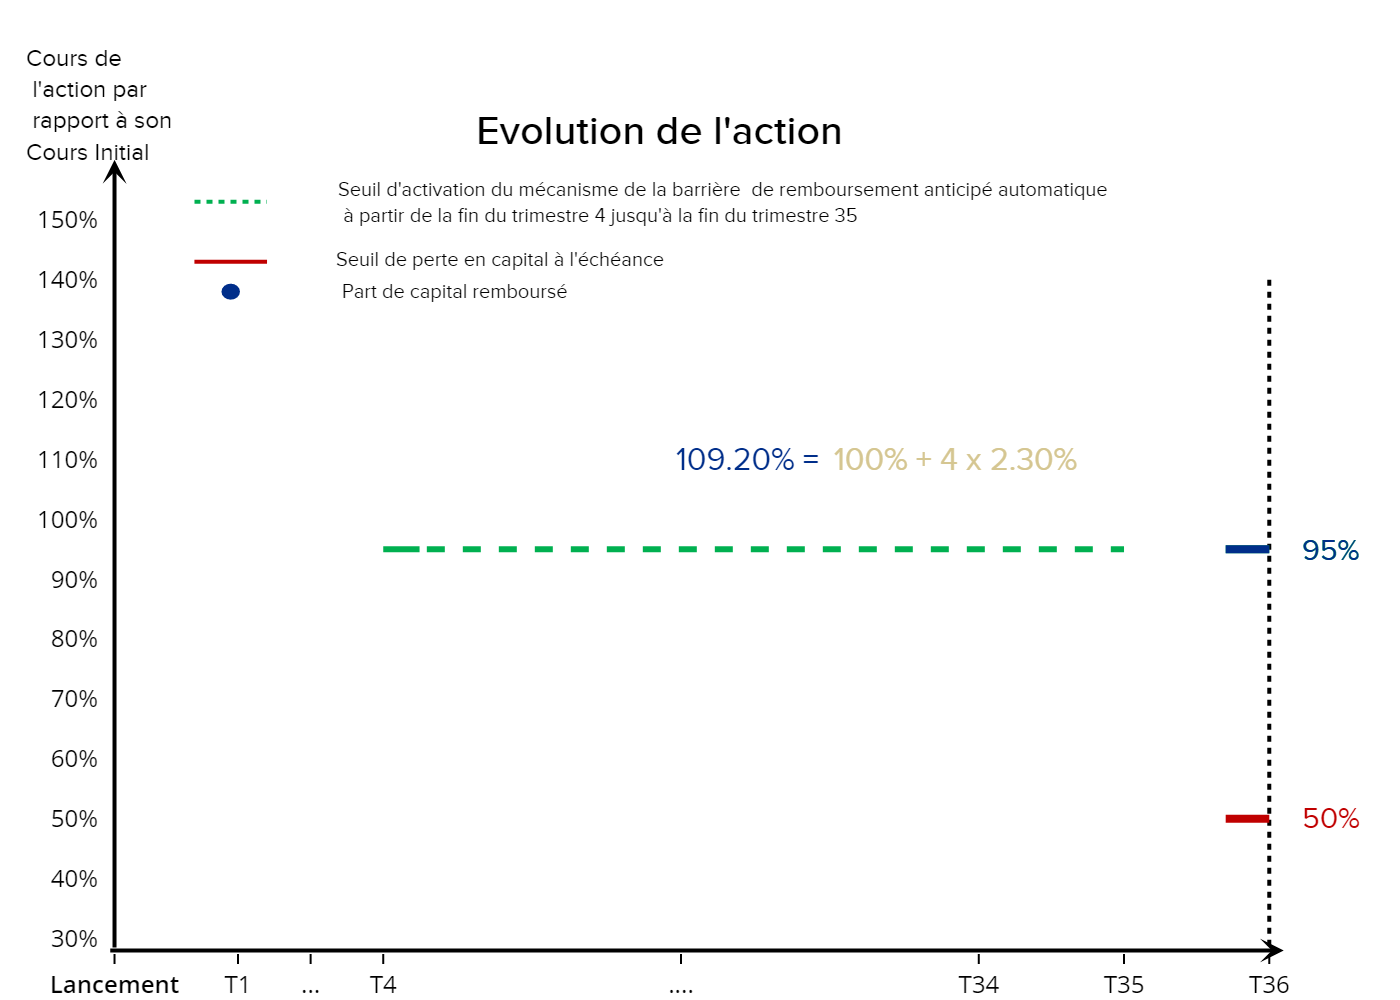 Cours de
l'action par
rapport à son
Cours Initial
Evolution de l'action
Seuil d'activation du mécanisme de la barrière de remboursement anticipé automatique
à partir de la fin du trimestre 4 jusqu'à la fin du trimestre 35
Seuil de perte en capital à l'échéance
Part de capital remboursé
150%
140%
130%
120%
110%
109.20% = 100% + 4 x 2.30%
100%
95%
90%
80%
70%
60%
50%
50%
40%
30%
Lancement T1 ... T4 .... T34 T35 T36